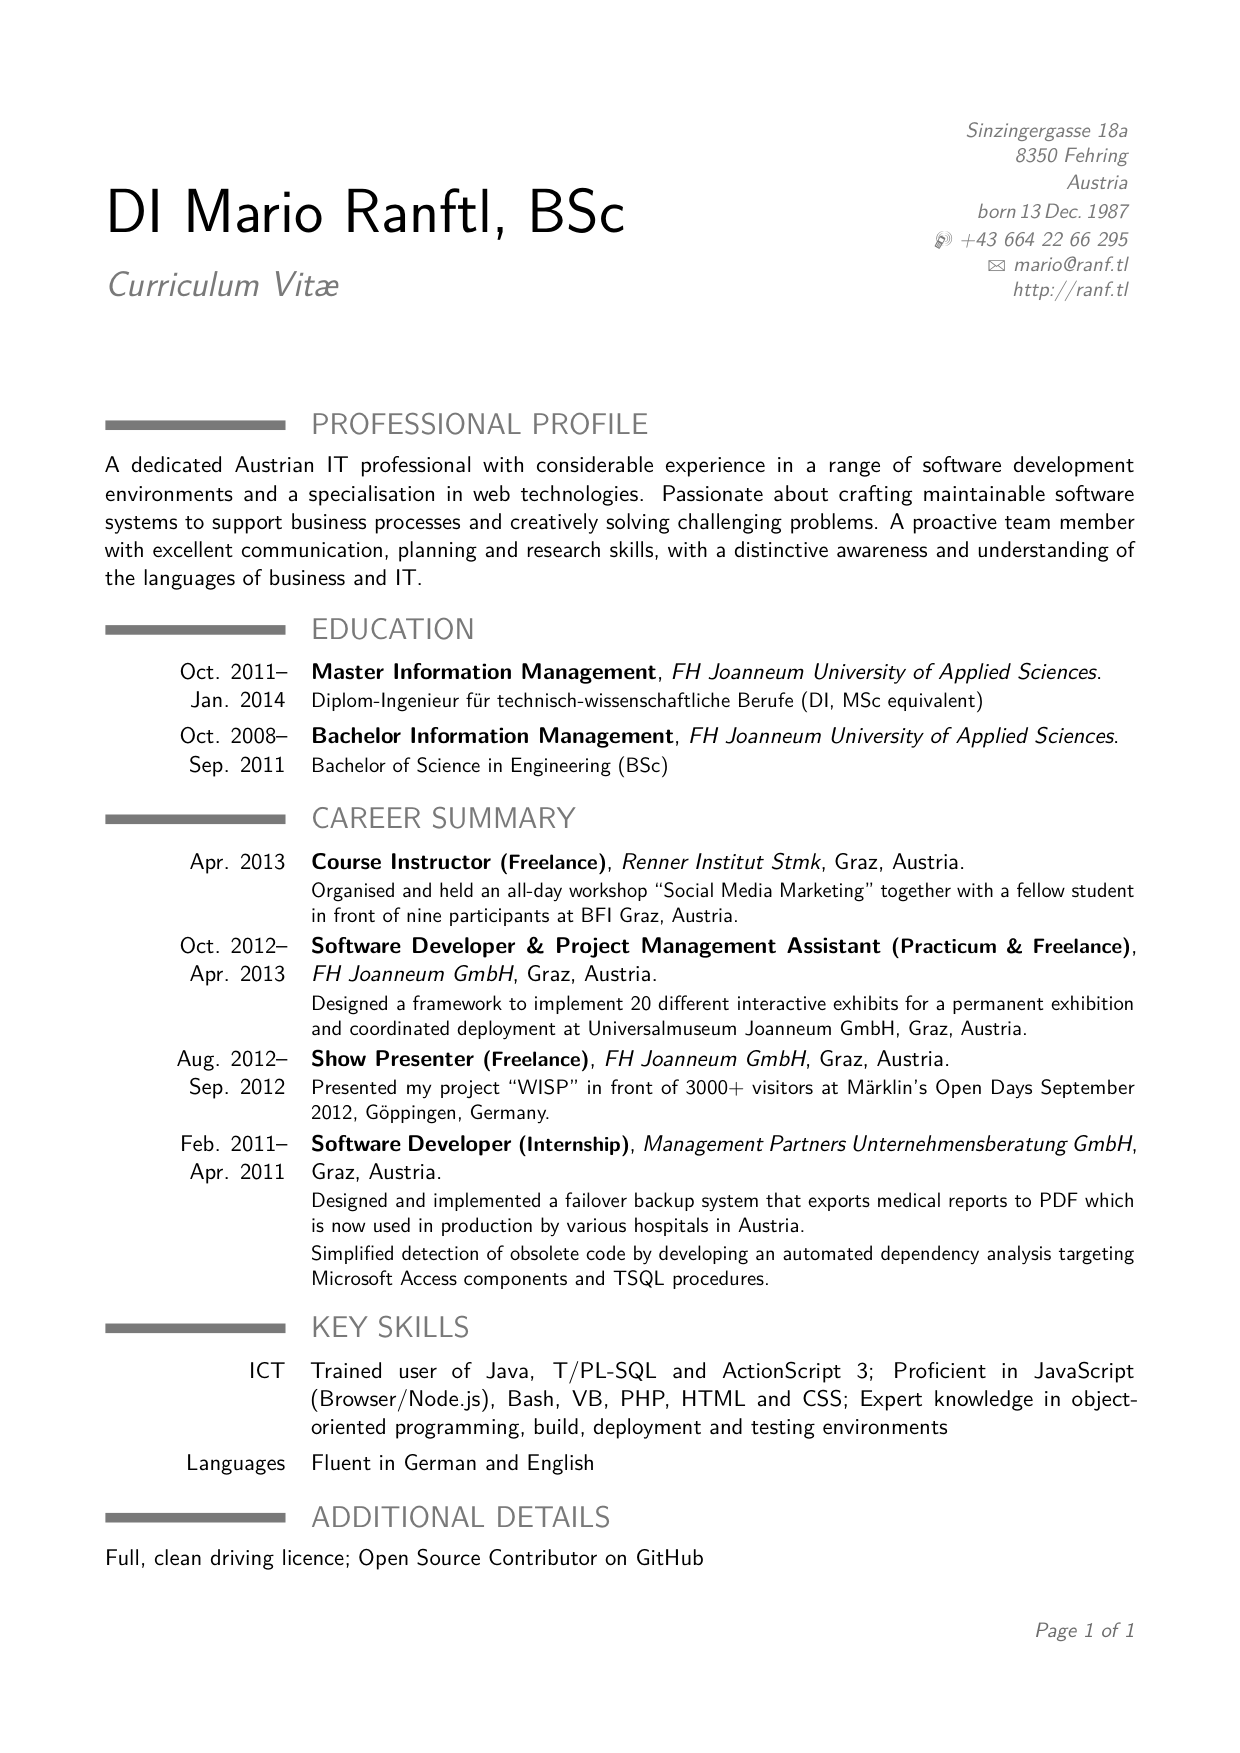 Sinzingergasse 18a
8350 Fehring
Austria
born 13 Dec. 1987
+43 664 22 66 295
mario@ranf.tl
http://ranf.tl
DI Mario Ranftl, BSc
Curriculum Vitæ
PROFESSIONAL PROFILE
A dedicated Austrian IT professional with considerable experience in a range of software development
environments and a specialisation in web technologies. Passionate about crafting maintainable software
systems to support business processes and creatively solving challenging problems. A proactive team member
with excellent communication, planning and research skills, with a distinctive awareness and understanding of
the languages of business and IT.
EDUCATION
Oct. 2011– Master Information Management, FH Joanneum University of Applied Sciences.
Jan. 2014 Diplom-Ingenieur für technisch-wissenschaftliche Berufe (DI, MSc equivalent)
Oct. 2008– Bachelor Information Management, FH Joanneum University of Applied Sciences.
Sep. 2011 Bachelor of Science in Engineering (BSc)
CAREER SUMMARY
Apr. 2013 Course Instructor (Freelance), Renner Institut Stmk, Graz, Austria.
Organised and held an all-day workshop “Social Media Marketing” together with a fellow student
in front of nine participants at BFI Graz, Austria.
Oct. 2012– Software Developer & Project Management Assistant (Practicum & Freelance),
Apr. 2013 FH Joanneum GmbH, Graz, Austria.
Designed a framework to implement 20 different interactive exhibits for a permanent exhibition
and coordinated deployment at Universalmuseum Joanneum GmbH, Graz, Austria.
Aug. 2012– Show Presenter (Freelance), FH Joanneum GmbH, Graz, Austria.
Sep. 2012 Presented my project “WISP” in front of 3000+ visitors at Märklin’s Open Days September
2012, Göppingen, Germany.
Feb. 2011– Software Developer (Internship), Management Partners Unternehmensberatung GmbH,
Apr. 2011 Graz, Austria.
Designed and implemented a failover backup system that exports medical reports to PDF which
is now used in production by various hospitals in Austria.
Simplified detection of obsolete code by developing an automated dependency analysis targeting
Microsoft Access components and TSQL procedures.
KEY SKILLS
ICT Trained user of Java, T/PL-SQL and ActionScript 3; Proficient in JavaScript
(Browser/Node.js), Bash, VB, PHP, HTML and CSS; Expert knowledge in object-
oriented programming, build, deployment and testing environments
Languages Fluent in German and English
ADDITIONAL DETAILS
Full, clean driving licence; Open Source Contributor on GitHub
Page 1 of 1